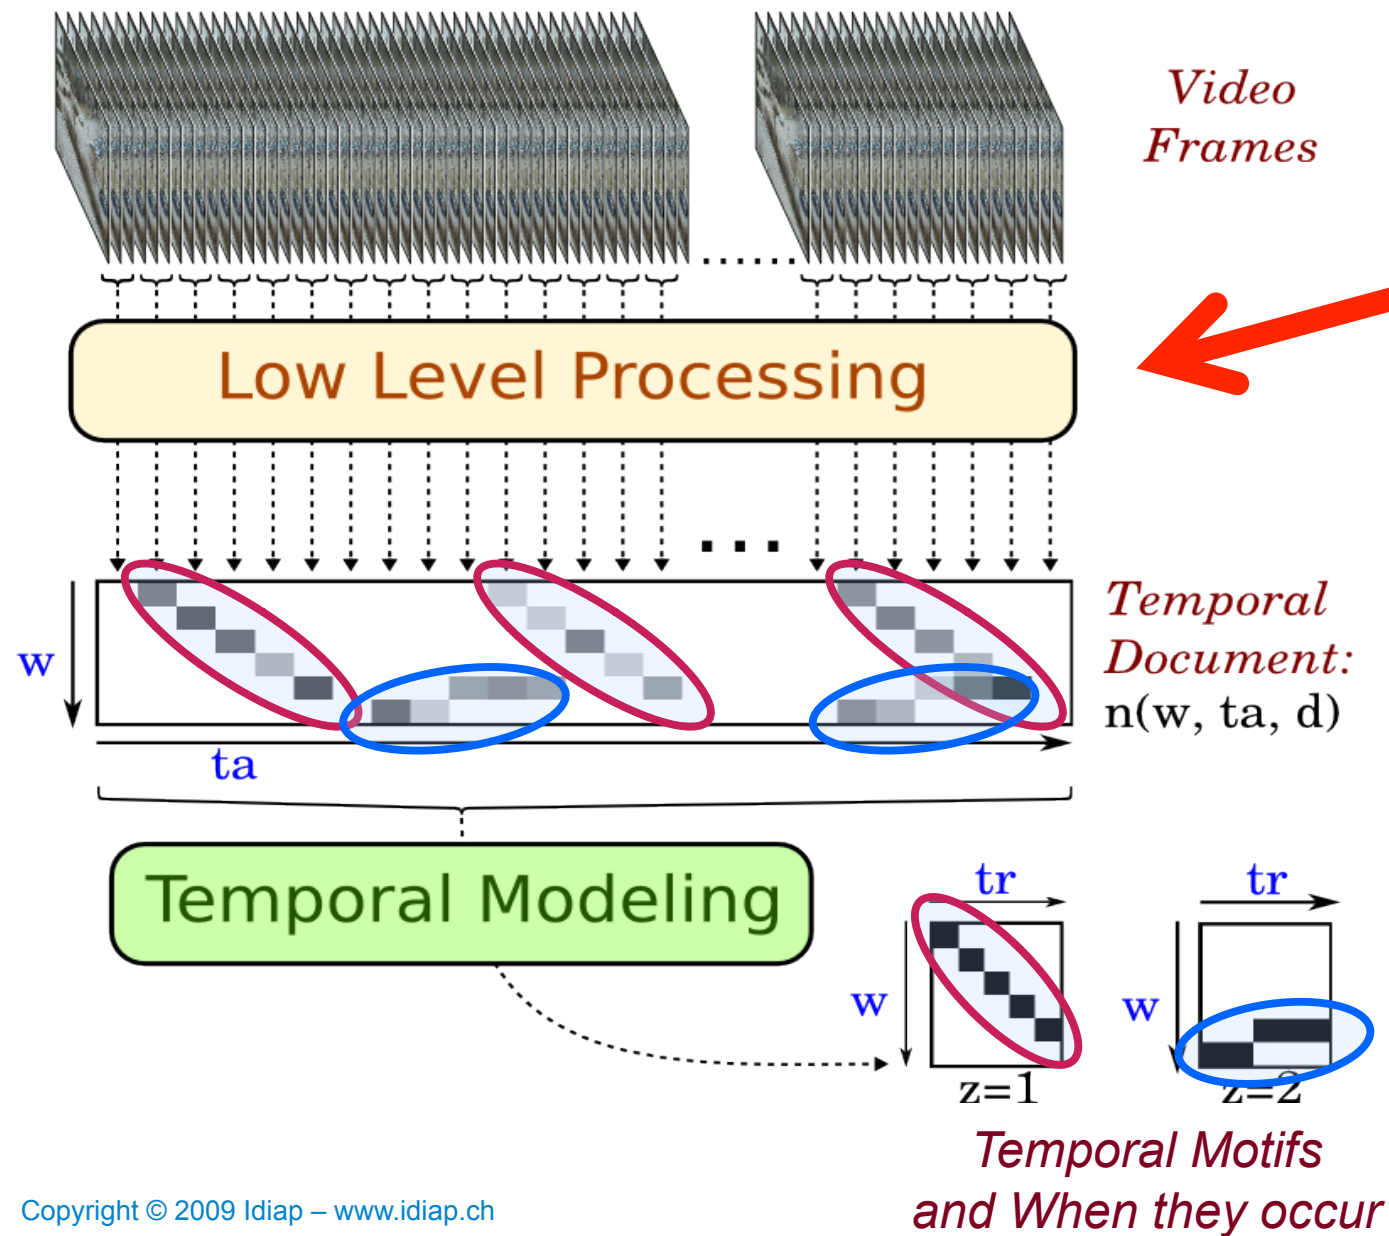 Video
Frames
Low Level Processing
w
ta
Temporal
Document:
n(w, ta, d)
Temporal Modeling
tr
w
z=1
tr
w
z=2
Temporal Motifs
and When they occur
Copyright © 2009 Idiap – www.idiap.ch